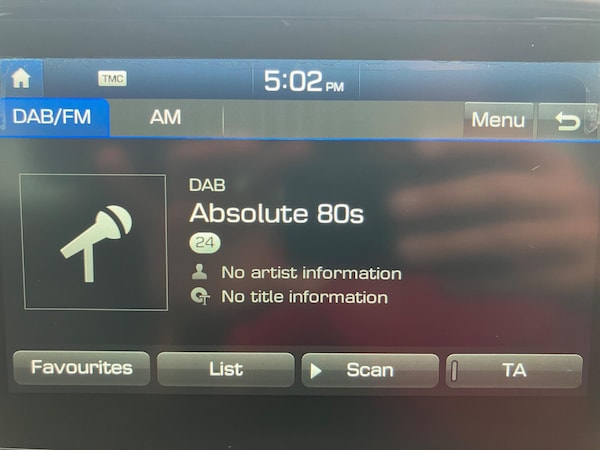 TMC
5:02 PM
DAB/FM AM Menu
DAB
Absolute 80s
24
No artist information
No title information
Favourites List Scan TA